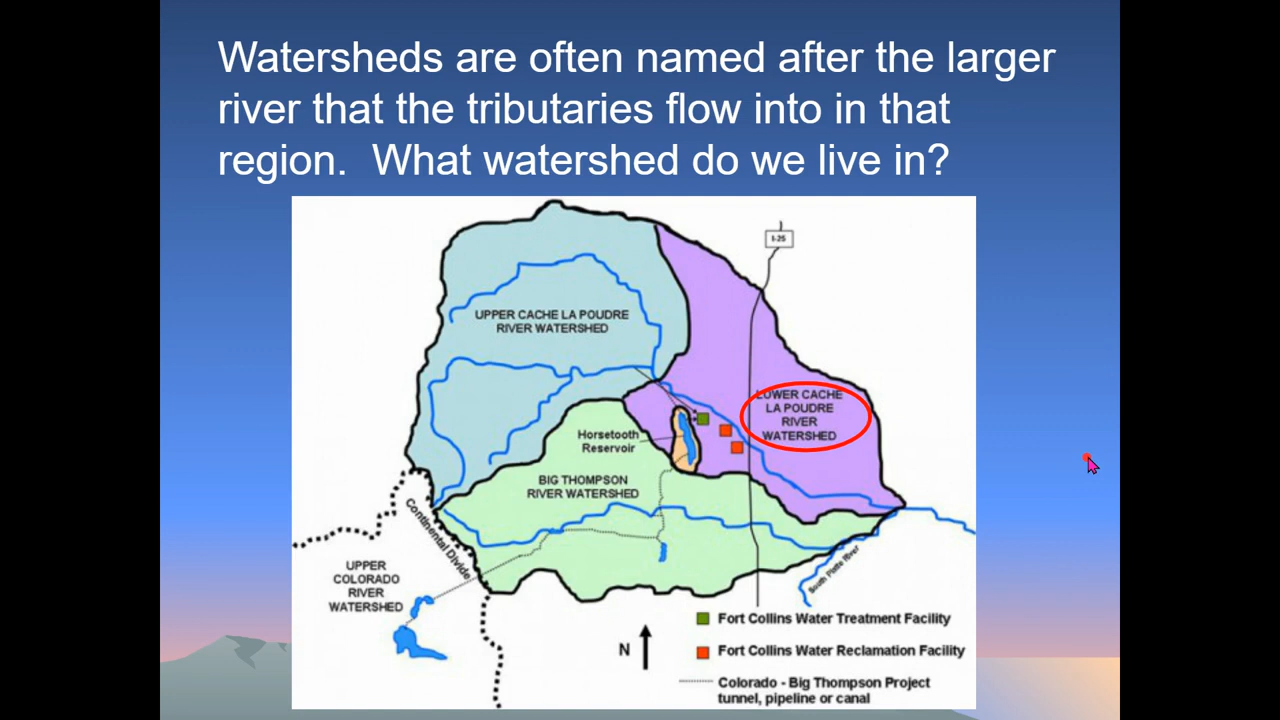 Watersheds are often named after the larger
river that the tributaries flow into in that
region.  What watershed do we live in?
I-25
UPPER CACHE LA POUDRE
RIVER WATERSHED
LOWER CACHE
LA POUDRE
RIVER
WATERSHED
Horsetooth
Reservoir
BIG THOMPSON
RIVER WATERSHED
Continental Divide
UPPER
COLORADO
RIVER
WATERSHED
South Platte River
N
Fort Collins Water Treatment Facility
Fort Collins Water Reclamation Facility
Colorado - Big Thompson Project
tunnel, pipeline or canal